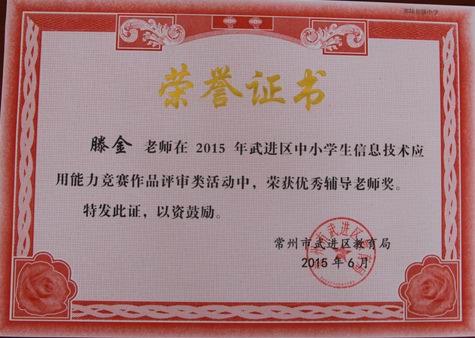 荣誉证书
滕金 老师在 2015 年武进区中小学生信息技术应
用能力竞赛作品评审类活动中，荣获优秀辅导老师奖。
特发此证，以资鼓励。
常州市武进区教育局
2015 年 6 月